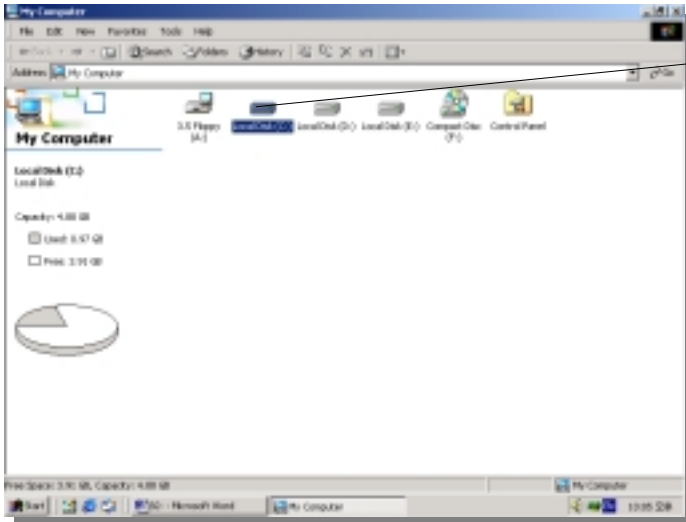 My Computer
File Edit View Favorites Tools Help
Search Folders History
Address My Computer Go
3.5 Floppy (A:)
Local Disk (C:)
Local Disk (D:)
Local Disk (E:)
Compact Disc (F:)
Control Panel
My Computer
Local Disk (C:)
Local Disk
Capacity: 4.88 GB
Used: 0.97 GB
Free: 3.91 GB
Free Space: 3.91 GB, Capacity: 4.88 GB
My Computer
Start
Microsoft Word
My Computer